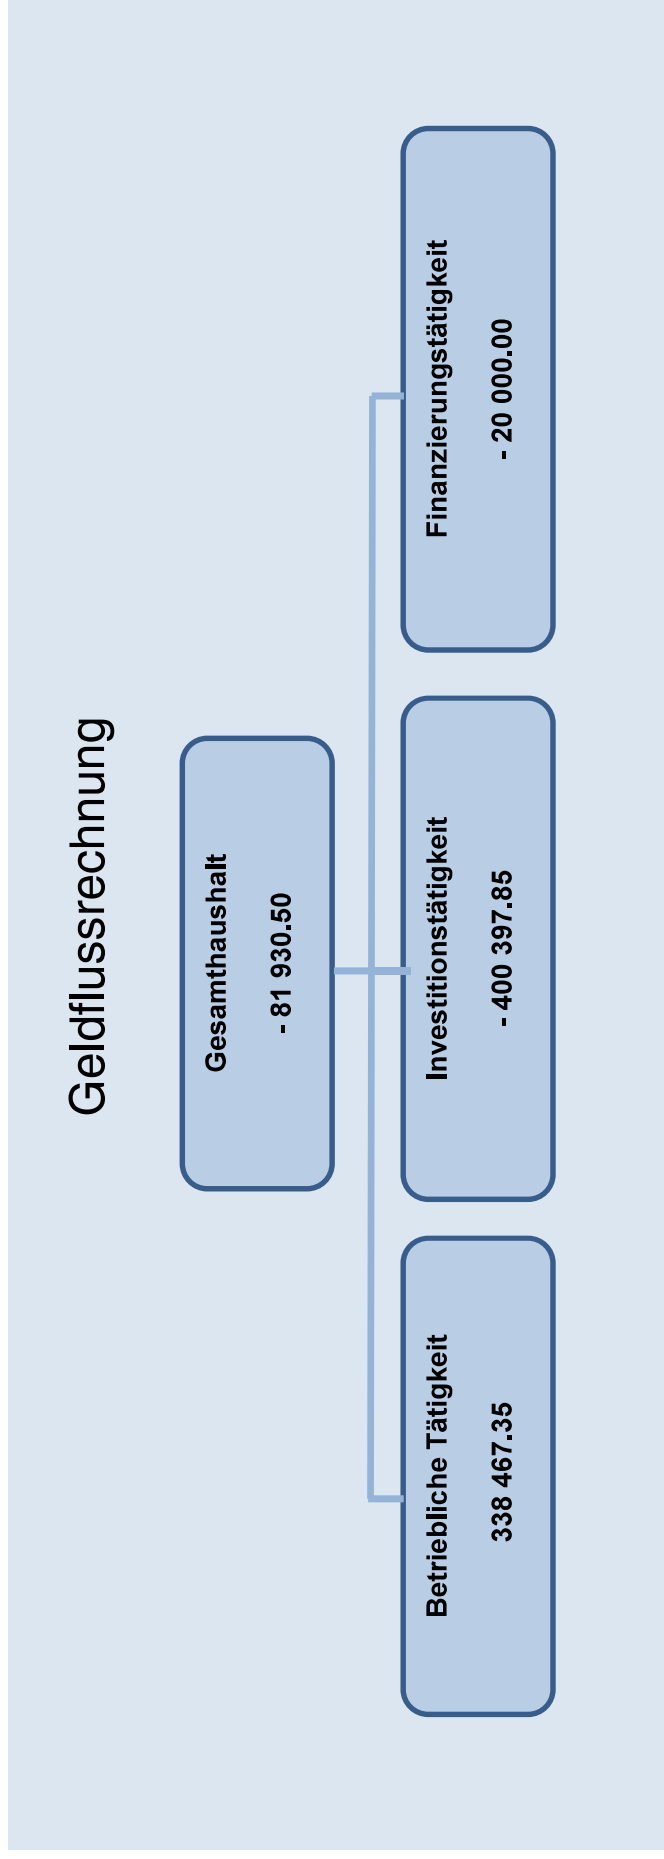 Geldflussrechnung
Gesamthaushalt
- 81 930.50
Betriebliche Tätigkeit
338 467.35
Investitionstätigkeit
- 400 397.85
Finanzierungstätigkeit
- 20 000.00